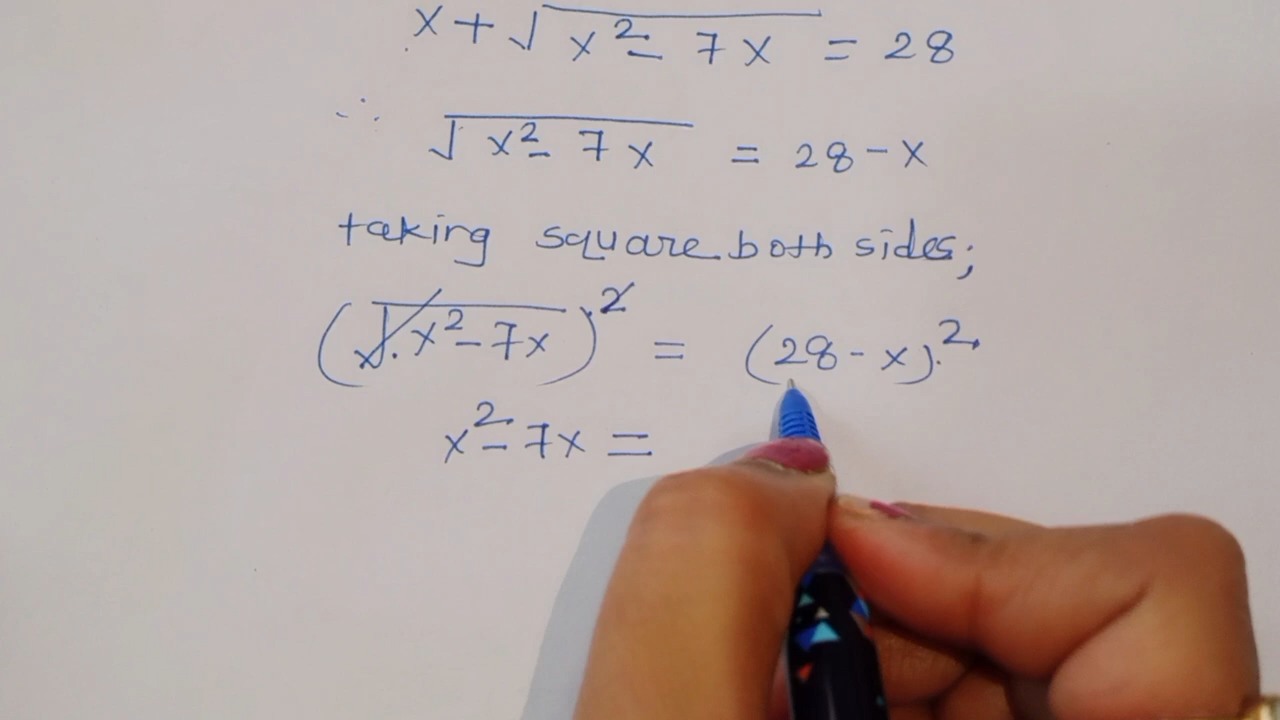 x + √x² - 7x = 28
∴ √x² - 7x = 28 - x
taking square both sides;
(√x² - 7x)² = (28 - x)²
x² - 7x =